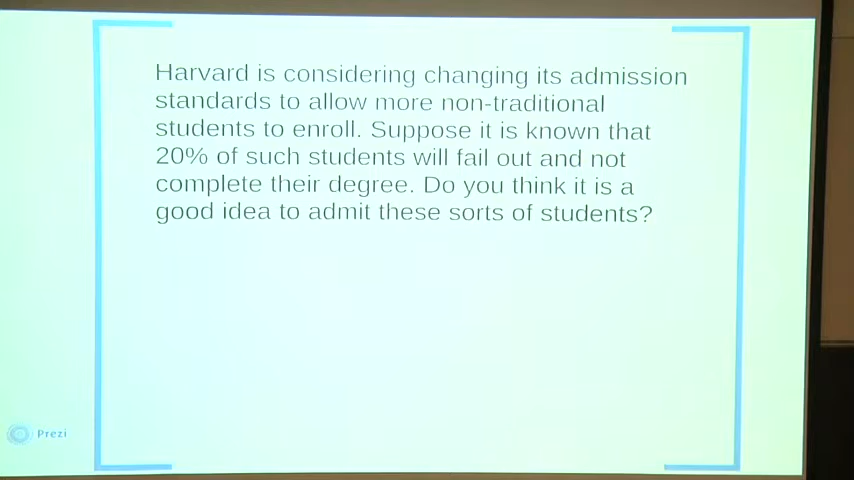 Harvard is considering changing its admission
standards to allow more non-traditional
students to enroll. Suppose it is known that
20% of such students will fail out and not
complete their degree. Do you think it is a
good idea to admit these sorts of students?
Prezi